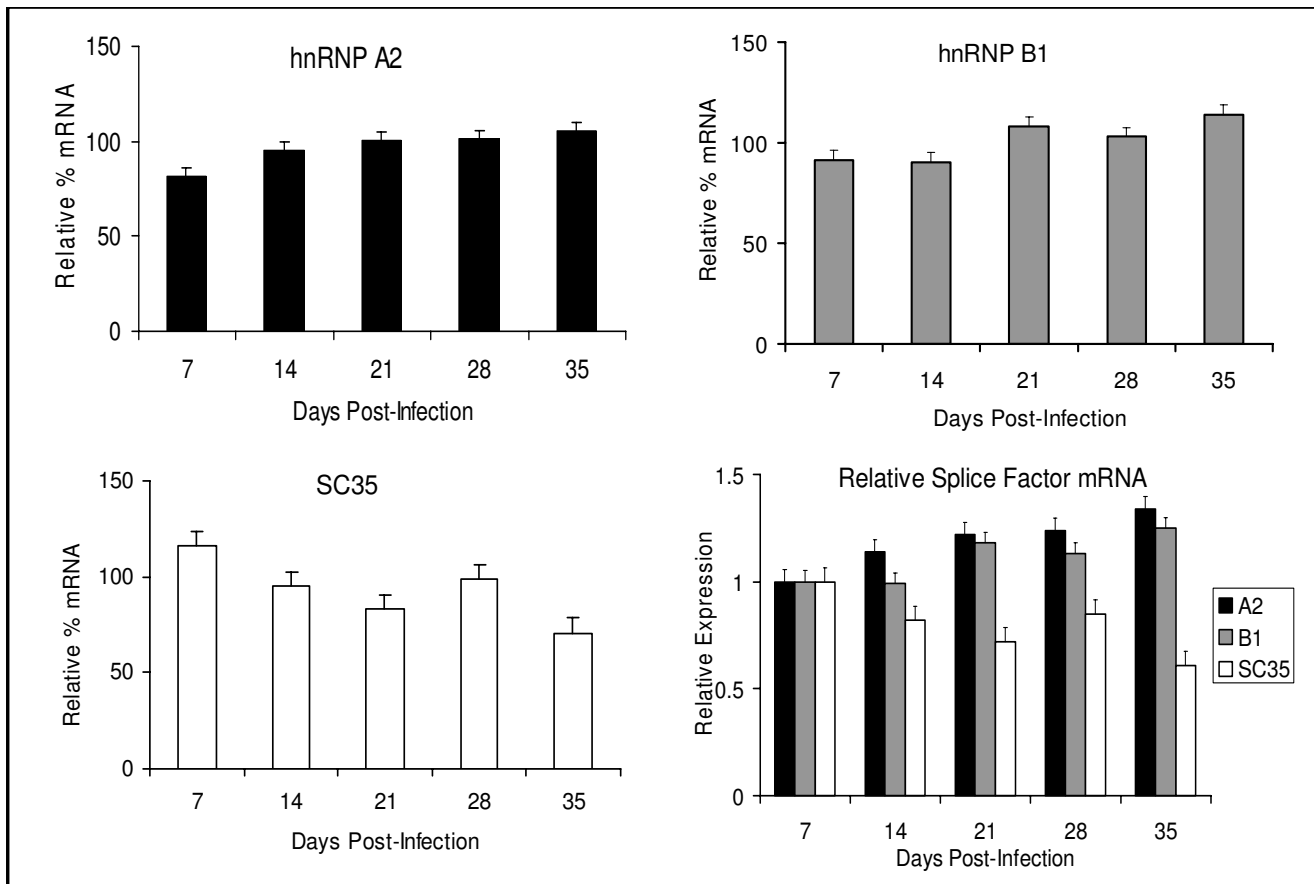 hnRNP A2
Relative % mRNA
150
100
50
0
7 14 21 28 35
Days Post-Infection
hnRNP B1
Relative % mRNA
150
100
50
0
7 14 21 28 35
Days Post-Infection
SC35
Relative % mRNA
150
100
50
0
7 14 21 28 35
Days Post-Infection
Relative Splice Factor mRNA
Relative Expression
1.5
1
0.5
0
7 14 21 28 35
Days Post-Infection
A2
B1
SC35